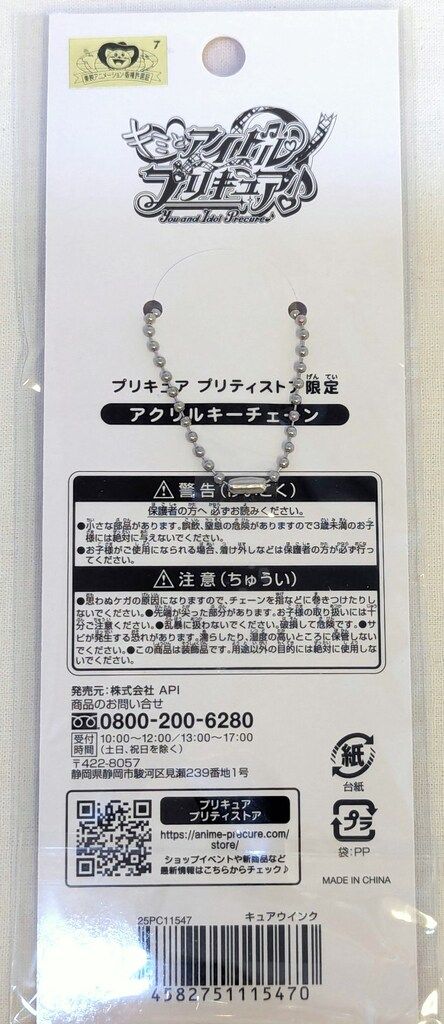 7
東映アニメーション版権許諾証
キミとアイドル
プリキュア♪
You and Idol Precure♪
げん てい
プリキュア プリティストア 限定
アクリルキーチェーン
警告(けいこく)
保護者の方へ 必ずお読みください。
●小さな部品があります。誤飲、窒息の危険がありますので3歳未満のお子
様には絶対に与えないでください。
●お子様がご使用になられる場合、着け外しなどは保護者の方が必ず行っ
てください。
注意(ちゅうい)
●思わぬケガの原因になりますので、チェーンを指などに巻きつけたりし
ないでください。●先端が尖った部分があります。お子様の取り扱いには十
分ご注意ください。●乱暴に扱わないでください。破損して危険です。●サ
ビが発生する恐れがあります。濡らしたり、湿度の高いところに保管しない
でください。●この商品は装飾品です。用途以外の目的には絶対に使用しな
いでください。
発売元:株式会社 API
商品のお問い合せ
0800-200-6280
受付 10:00~12:00/13:00~17:00
時間 (土日、祝日を除く)
〒422-8057
静岡県静岡市駿河区見瀬239番地1号
紙
台紙
プラ
袋:PP
プリキュア
プリティストア
https://anime-precure.com/
store/
ショップイベントや新商品など
最新情報はこちらからチェック♪
MADE IN CHINA
25PC11547 キュアウインク
4582751115470